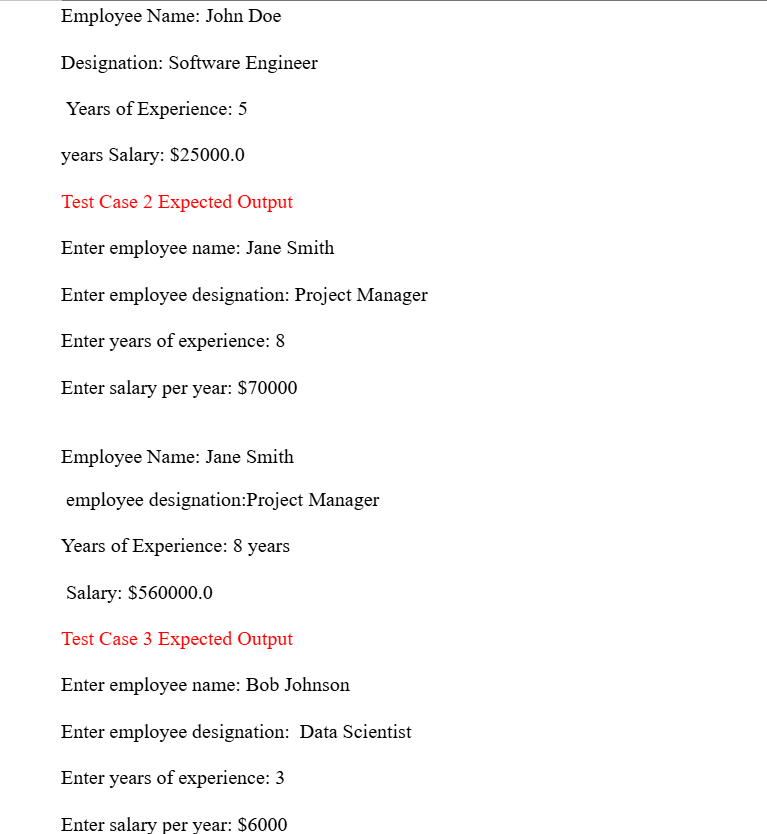 Employee Name: John Doe
Designation: Software Engineer
Years of Experience: 5
years Salary: $25000.0
Test Case 2 Expected Output
Enter employee name: Jane Smith
Enter employee designation: Project Manager
Enter years of experience: 8
Enter salary per year: $70000
Employee Name: Jane Smith
employee designation:Project Manager
Years of Experience: 8 years
Salary: $560000.0
Test Case 3 Expected Output
Enter employee name: Bob Johnson
Enter employee designation:  Data Scientist
Enter years of experience: 3
Enter salary per year: $6000